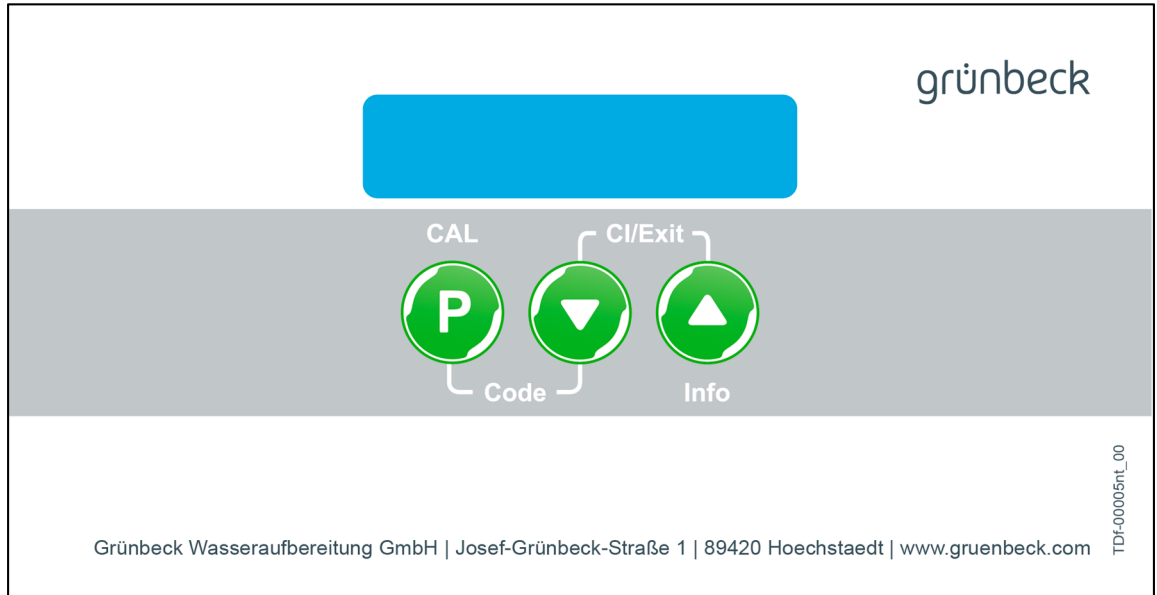 grünbeck
CAL
Cl/Exit
P
Code
Info
TDf-00005nt_00
Grünbeck Wasseraufbereitung GmbH | Josef-Grünbeck-Straße 1 | 89420 Hoechstaedt | www.gruenbeck.com